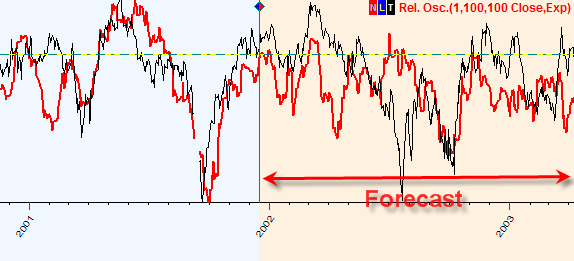 NLT Rel. Osc.(1,100,100 Close,Exp)
Forecast
2001 2002 2003